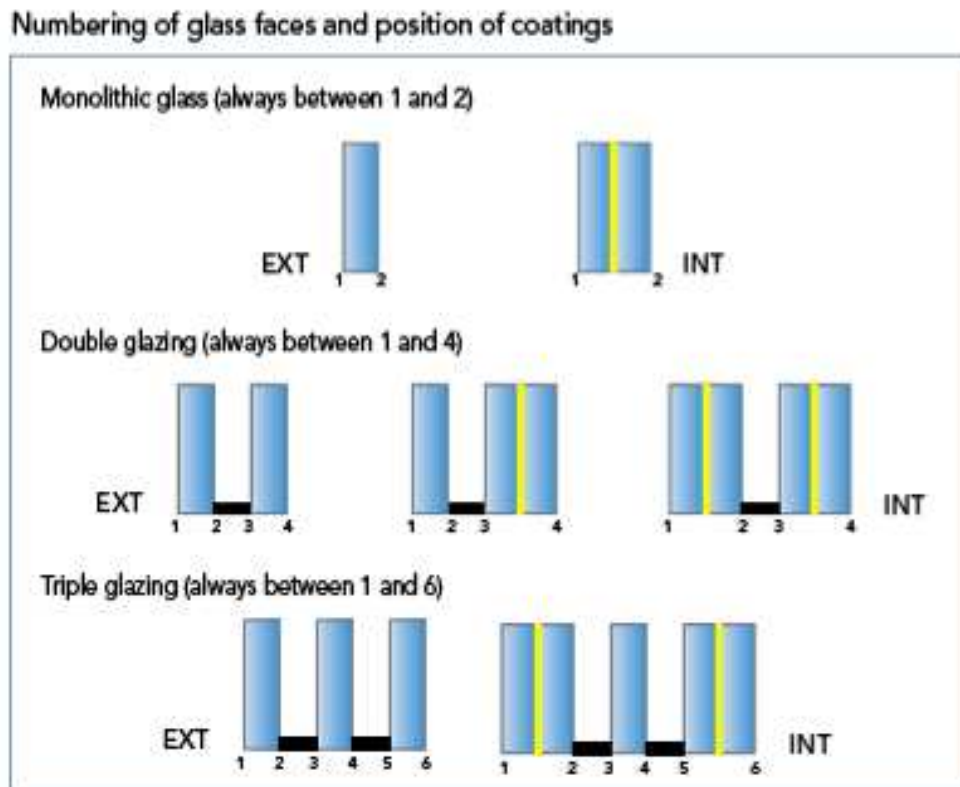 Numbering of glass faces and position of coatings
Monolithic glass (always between 1 and 2)
EXT 1 2 1 2 INT
Double glazing (always between 1 and 4)
EXT 1 2 3 4 1 2 3 4 1 2 3 4 INT
Triple glazing (always between 1 and 6)
EXT 1 2 3 4 5 6 1 2 3 4 5 6 INT